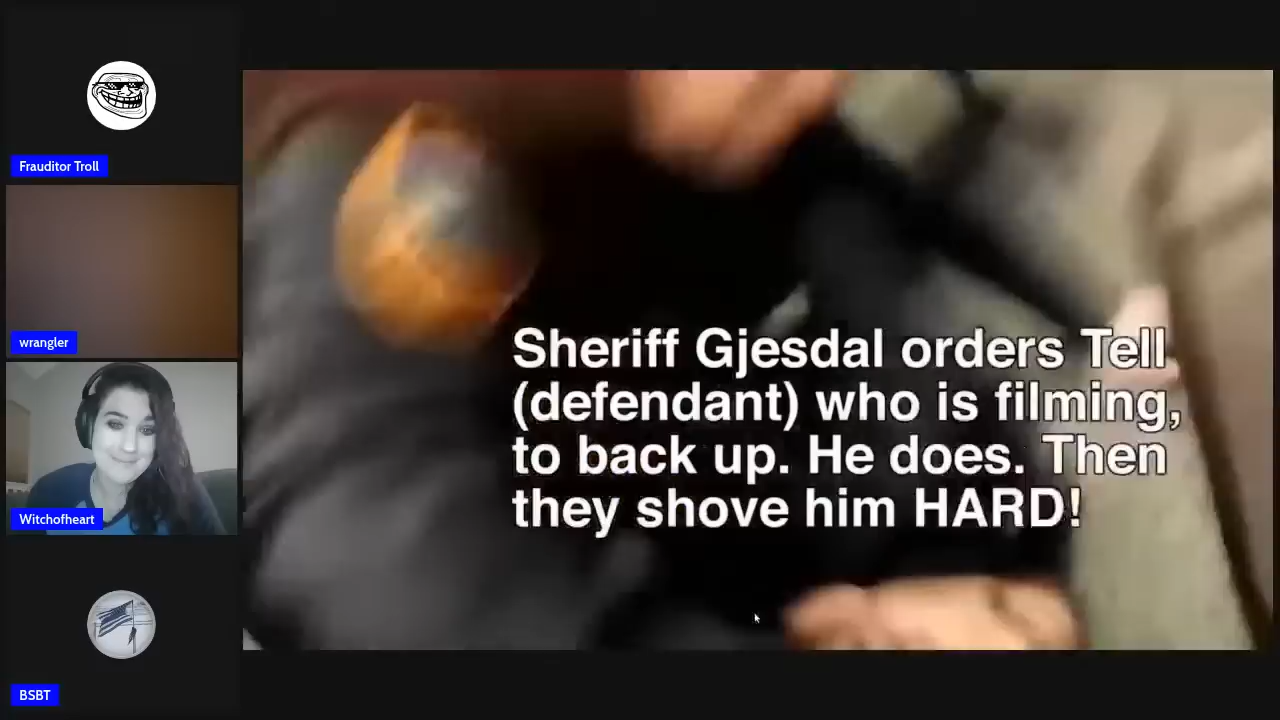 Frauditor Troll
wrangler
Witchofheart
BSBT
Sheriff Gjesdal orders Tell
(defendant) who is filming,
to back up. He does. Then
they shove him HARD!